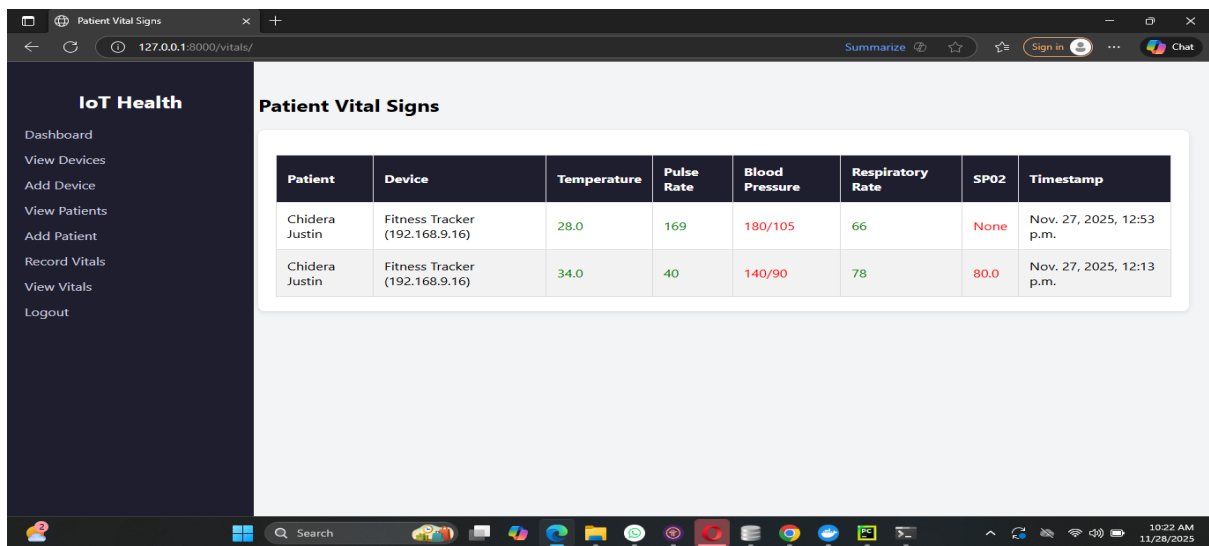 Patient Vital Signs
127.0.0.1:8000/vitals/
Summarize
Sign in
Chat
IoT Health
Dashboard
View Devices
Add Device
View Patients
Add Patient
Record Vitals
View Vitals
Logout
Patient Vital Signs
Patient Device Temperature Pulse Rate Blood Pressure Respiratory Rate SP02 Timestamp
Chidera Justin Fitness Tracker (192.168.9.16) 28.0 169 180/105 66 None Nov. 27, 2025, 12:53 p.m.
Chidera Justin Fitness Tracker (192.168.9.16) 34.0 40 140/90 78 80.0 Nov. 27, 2025, 12:13 p.m.
2
Search
PC
10:22 AM
11/28/2025